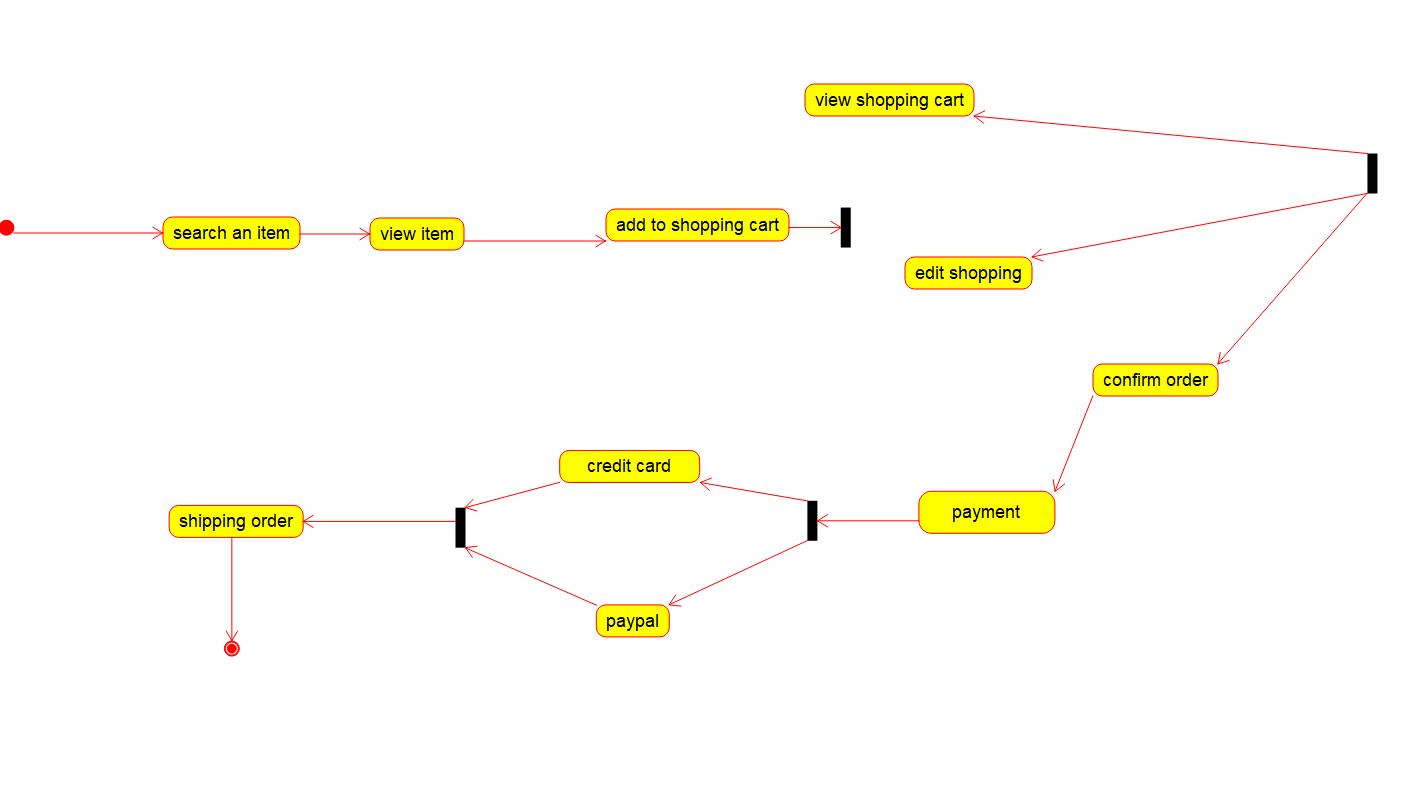 view shopping cart
search an item
view item
add to shopping cart
edit shopping
confirm order
credit card
payment
shipping order
paypal